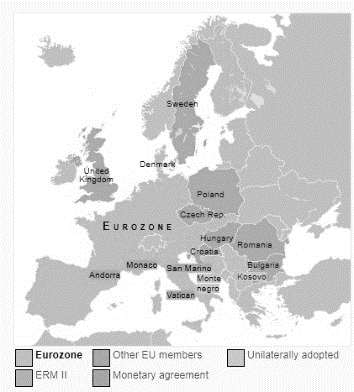 Sweden
Denmark
United
Kingdom
Poland
Czech Rep
EUROZONE
Hungary
Romania
Croatia
Monaco
San Marino
Bulgaria
Andorra
Monte
negro
Kosovo
Vatican
Eurozone
Other EU members
Unilaterally adopted
ERM II
Monetary agreement